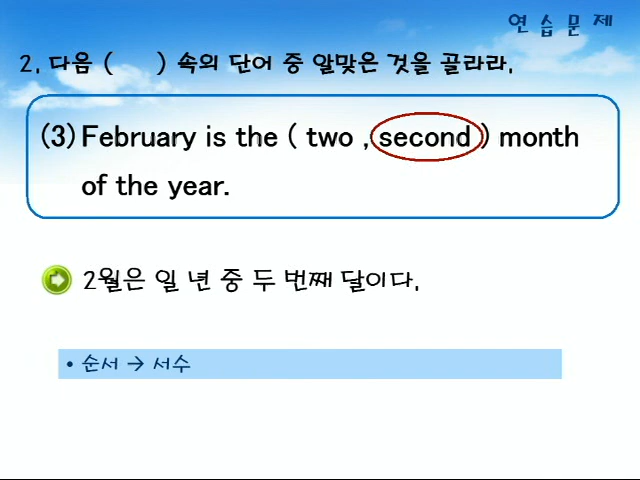 연습문제
2. 다음 ( ) 속의 단어 중 알맞은 것을 골라라.
(3) February is the ( two , second ) month
of the year.
2월은 일 년 중 두 번째 달이다.
• 순서 → 서수